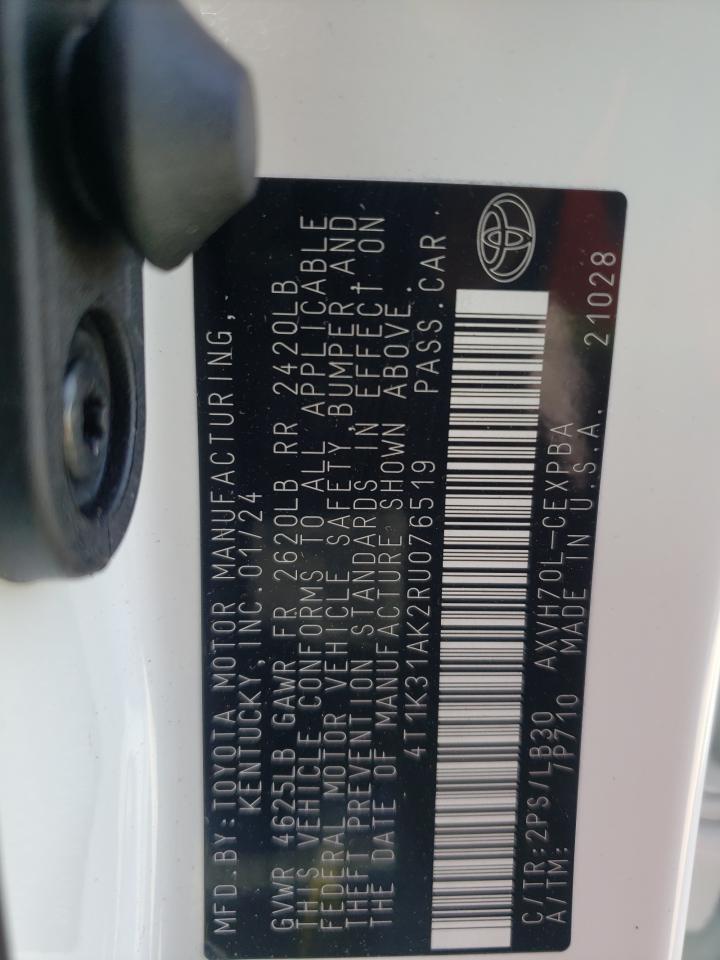 MFD.BY:TOYOTA MOTOR MANUFACTURING,
KENTUCKY, INC.01/24
GVWR 4625LB GAWR FR 2620LB RR 2420LB
THIS VEHICLE CONFORMS TO ALL APPLICABLE
FEDERAL MOTOR VEHICLE SAFETY, BUMPER, AND
THEFT PREVENTION STANDARDS IN EFFECT ON
THE DATE OF MANUFACTURE SHOWN ABOVE.
4T1K31AK2RU076519 PASS.CAR
C/TR:2PS/LB30 AXVH70L-CEXPBA
A/TM: 7P710 MADE IN U.S.A. 21028